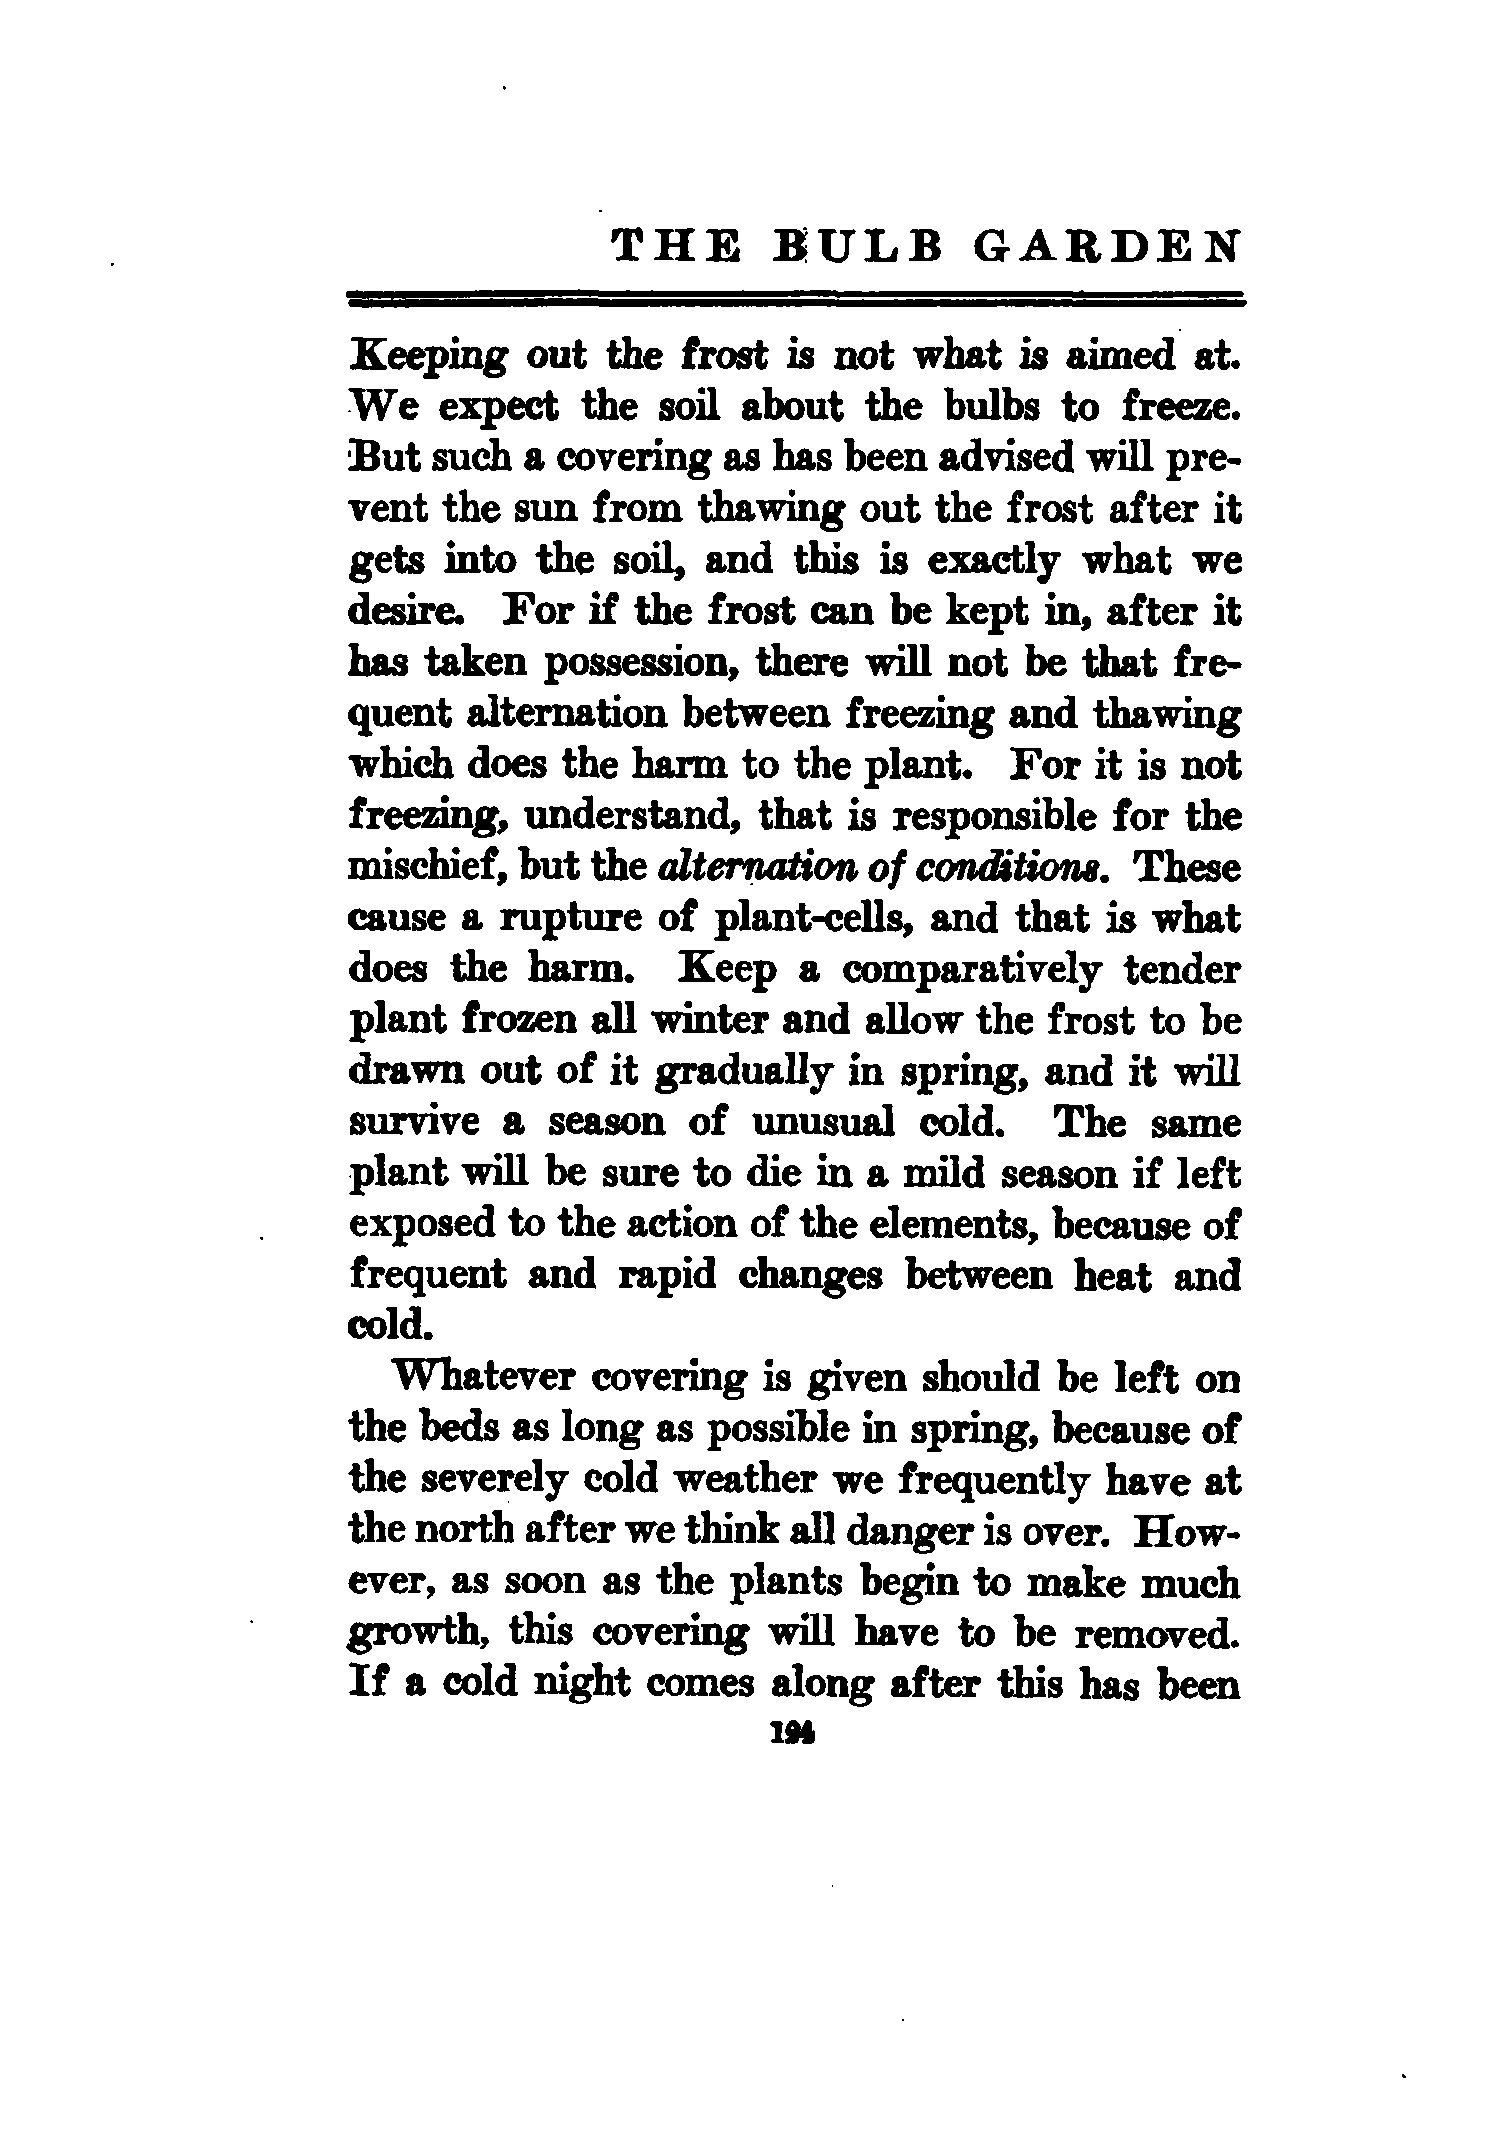 THE BULB GARDEN
Keeping out the frost is not what is aimed at.
We expect the soil about the bulbs to freeze.
But such a covering as has been advised will pre-
vent the sun from thawing out the frost after it
gets into the soil, and this is exactly what we
desire. For if the frost can be kept in, after it
has taken possession, there will not be that fre-
quent alternation between freezing and thawing
which does the harm to the plant. For it is not
freezing, understand, that is responsible for the
mischief, but the alternation of conditions. These
cause a rupture of plant-cells, and that is what
does the harm. Keep a comparatively tender
plant frozen all winter and allow the frost to be
drawn out of it gradually in spring, and it will
survive a season of unusual cold. The same
plant will be sure to die in a mild season if left
exposed to the action of the elements, because of
frequent and rapid changes between heat and
cold.
Whatever covering is given should be left on
the beds as long as possible in spring, because of
the severely cold weather we frequently have at
the north after we think all danger is over. How-
ever, as soon as the plants begin to make much
growth, this covering will have to be removed.
If a cold night comes along after this has been
194